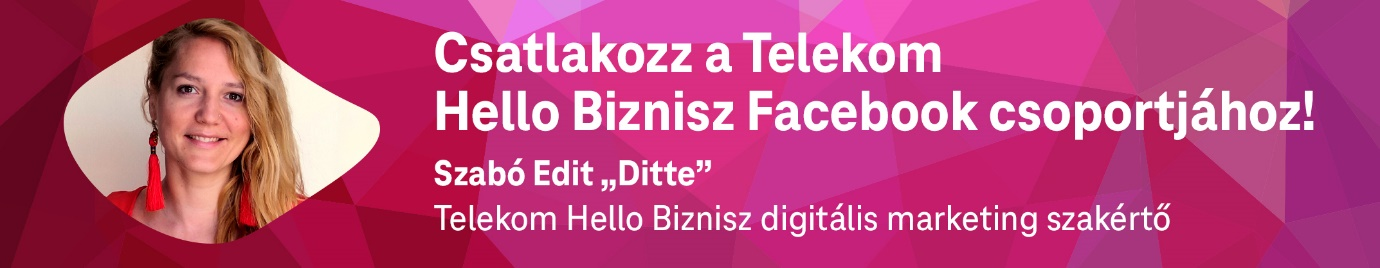 Csatlakozz a Telekom
Hello Biznisz Facebook csoportjához!
Szabó Edit „Ditte”
Telekom Hello Biznisz digitális marketing szakértő